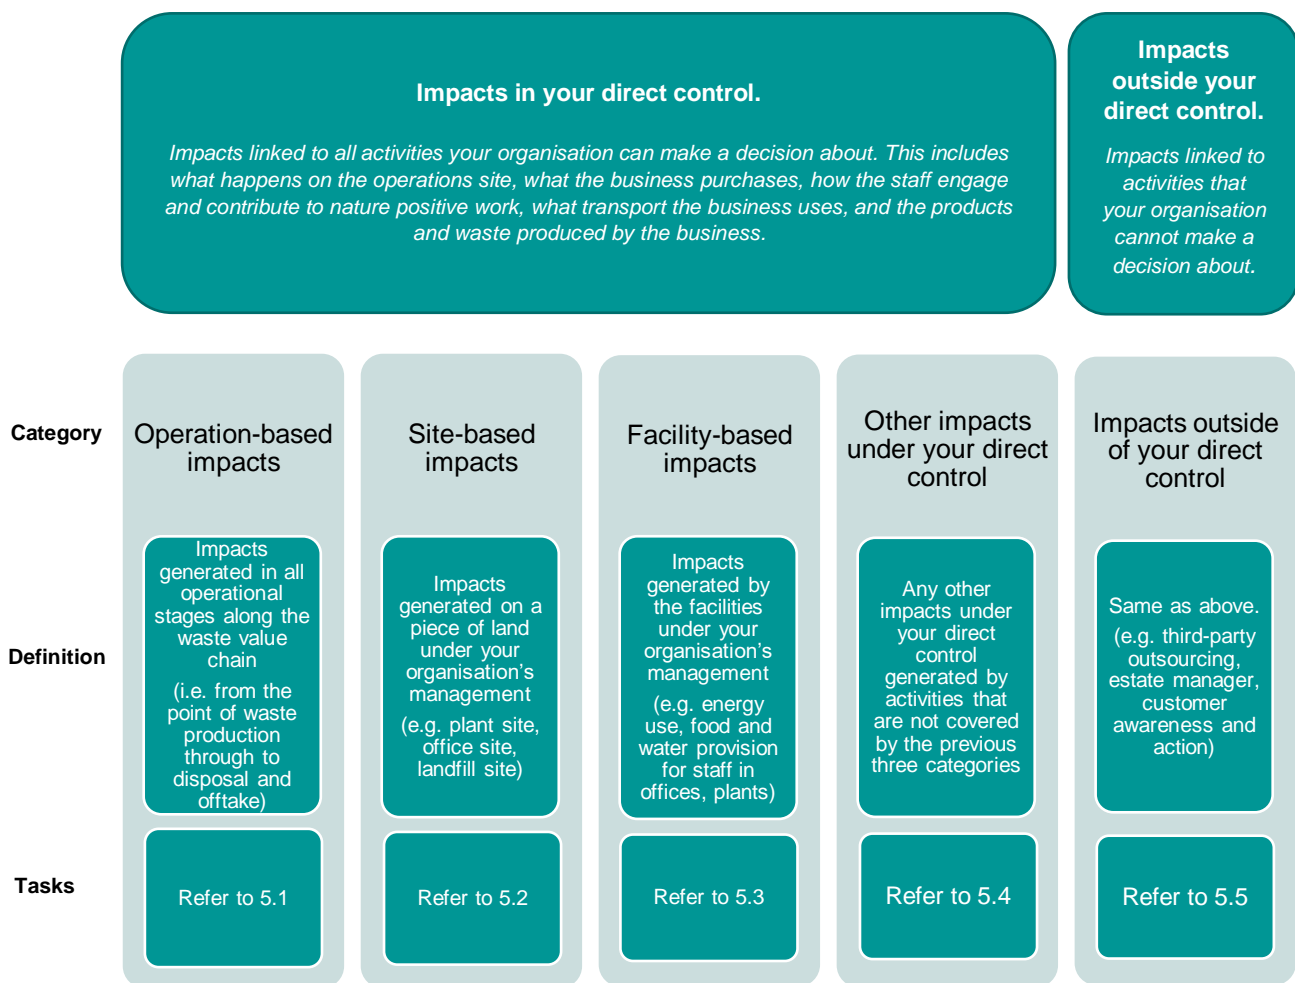 Impacts in your direct control.
Impacts linked to all activities your organisation can make a decision about. This includes
what happens on the operations site, what the business purchases, how the staff engage
and contribute to nature positive work, what transport the business uses, and the products
and waste produced by the business.
Impacts
outside your
direct control.
Impacts linked to
activities that
your organisation
cannot make a
decision about.
Category
Operation-based
impacts
Site-based
impacts
Facility-based
impacts
Other impacts
under your direct
control
Impacts outside
of your direct
control
Definition
Impacts
generated in all
operational
stages along the
waste value
chain
(i.e. from the
point of waste
production
through to
disposal and
offtake)
Impacts
generated on a
piece of land
under your
organisation’s
management
(e.g. plant site,
office site,
landfill site)
Impacts
generated by
the facilities
under your
organisation’s
management
(e.g. energy
use, food and
water provision
for staff in
offices, plants)
Any other
impacts under
your direct
control
generated by
activities that
are not covered
by the previous
three categories
Same as above.
(e.g. third-party
outsourcing,
estate manager,
customer
awareness and
action)
Tasks
Refer to 5.1
Refer to 5.2
Refer to 5.3
Refer to 5.4
Refer to 5.5